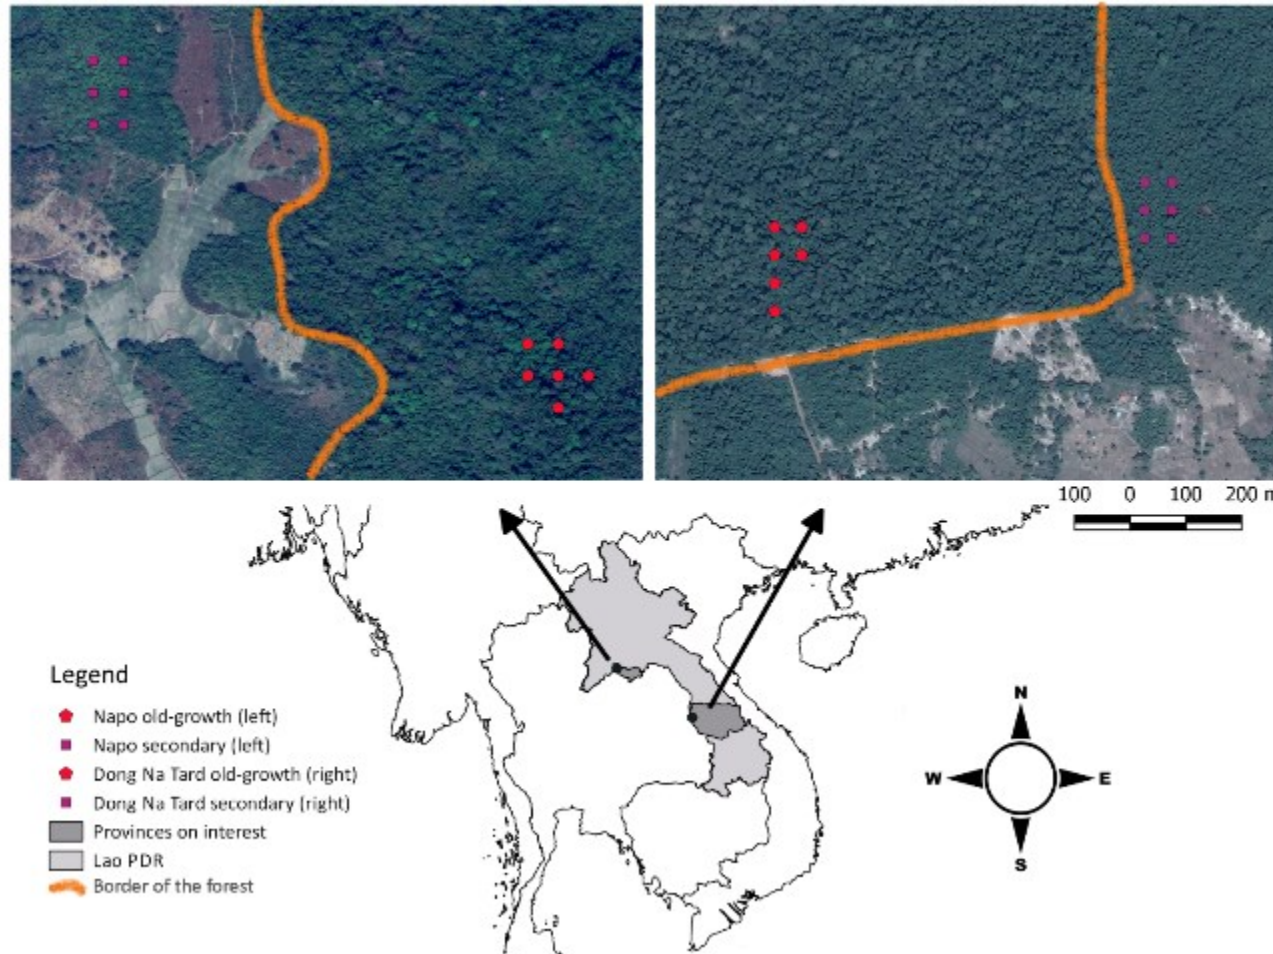 100 0 100 200 m
Legend
Napo old-growth (left)
Napo secondary (left)
Dong Na Tard old-growth (right)
Dong Na Tard secondary (right)
Provinces on interest
Lao PDR
Border of the forest
N
W E
S